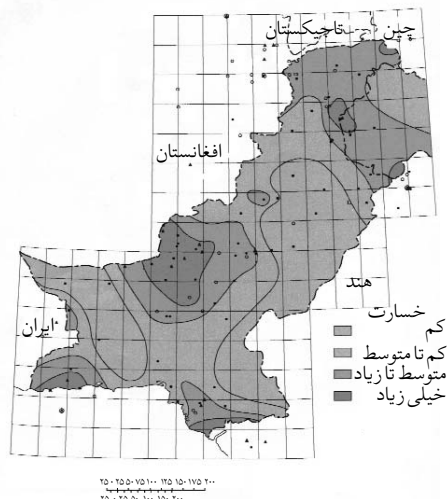 چین
تاجیکستان
افغانستان
هند
ایران
خسارت
کم
کم تا متوسط
متوسط تا زیاد
خیلی زیاد